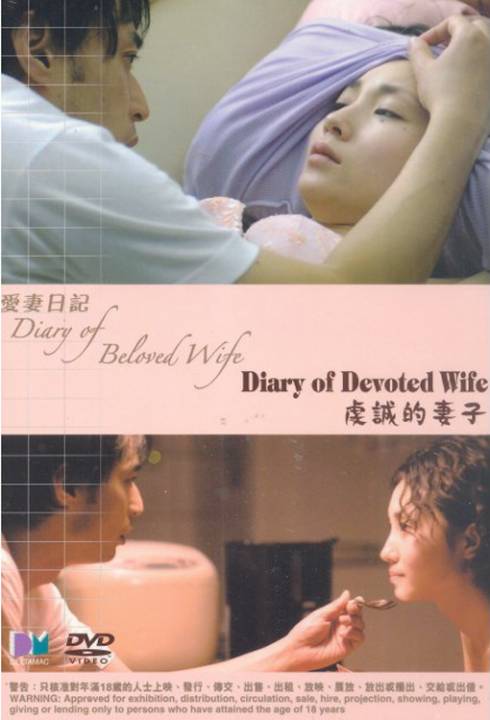 愛妻日記
Diary of
Beloved Wife
Diary of Devoted Wife
虔誠的妻子
DM
DELTAMAC
DVD
VIDEO
警告：只核准對年滿18歲的人士上映、發行、傳交、出售、出租、放映、展放、放出或播出、交給或出借。
WARNING: Approved for exhibition, distribution, circulation, sale, hire, projection, showing, playing,
giving or lending only to persons who have attained the age of 18 years